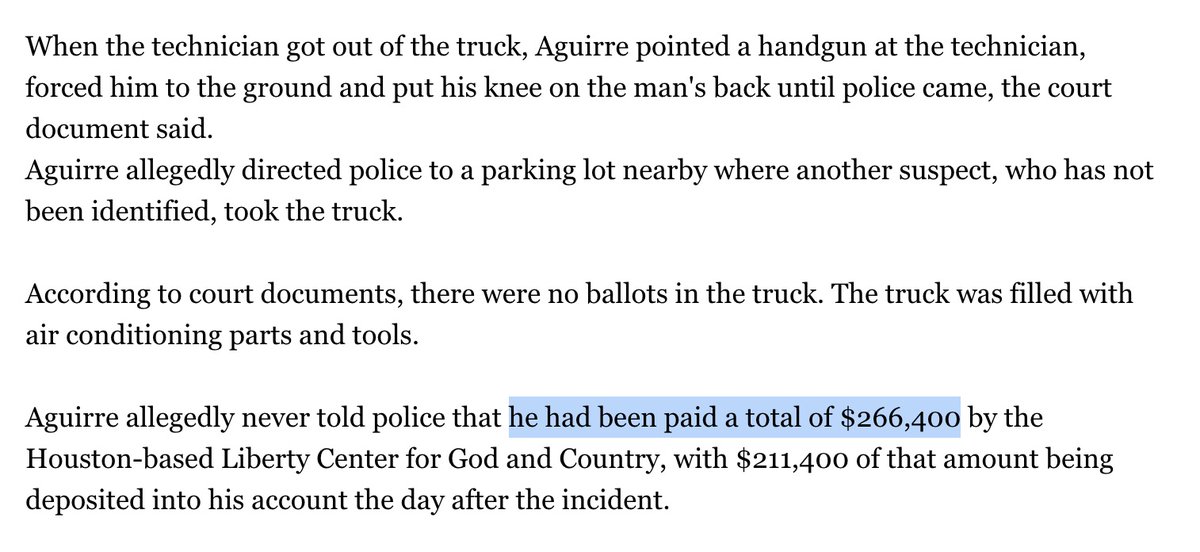 When the technician got out of the truck, Aguirre pointed a handgun at the technician,
forced him to the ground and put his knee on the man's back until police came, the court
document said.
Aguirre allegedly directed police to a parking lot nearby where another suspect, who has not
been identified, took the truck.
According to court documents, there were no ballots in the truck. The truck was filled with
air conditioning parts and tools.
Aguirre allegedly never told police that he had been paid a total of $266,400 by the
Houston-based Liberty Center for God and Country, with $211,400 of that amount being
deposited into his account the day after the incident.